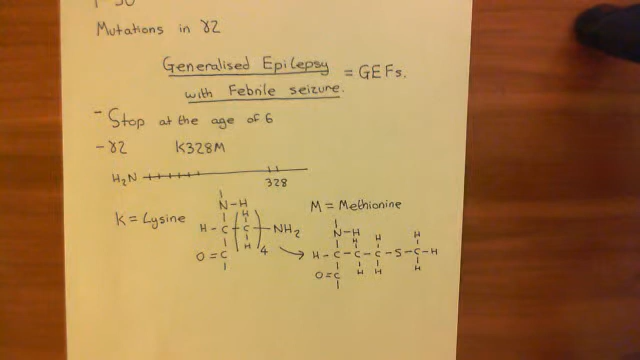 Mutations in γ2
Generalised Epilepsy
with Febrile seizure. = GEFs.
- Stop at the age of 6
- γ2 K328M
H₂N
328
K = Lysine
M = Methionine
N-H
H
H-C-(C)-NH₂
H 4
O=C
N-H
H H H
H-C-C-C-S-C-H
H H H
O=C